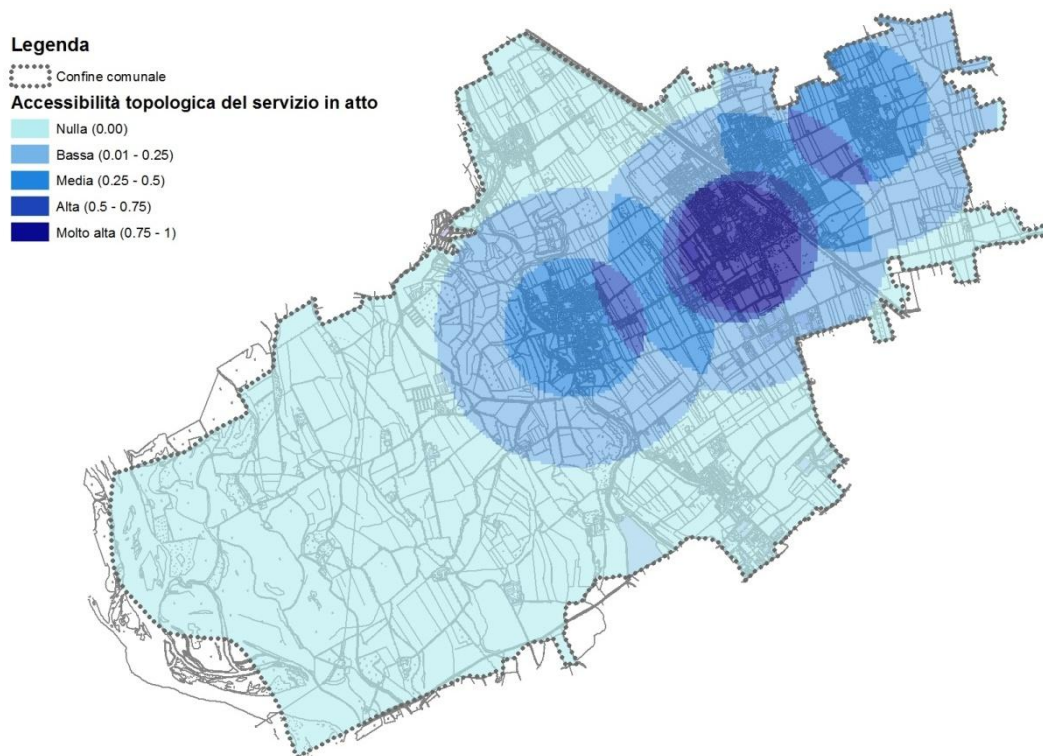 Legenda
Confine comunale
Accessibilità topologica del servizio in atto
Nulla (0.00)
Bassa (0.01 - 0.25)
Media (0.25 - 0.5)
Alta (0.5 - 0.75)
Molto alta (0.75 - 1)